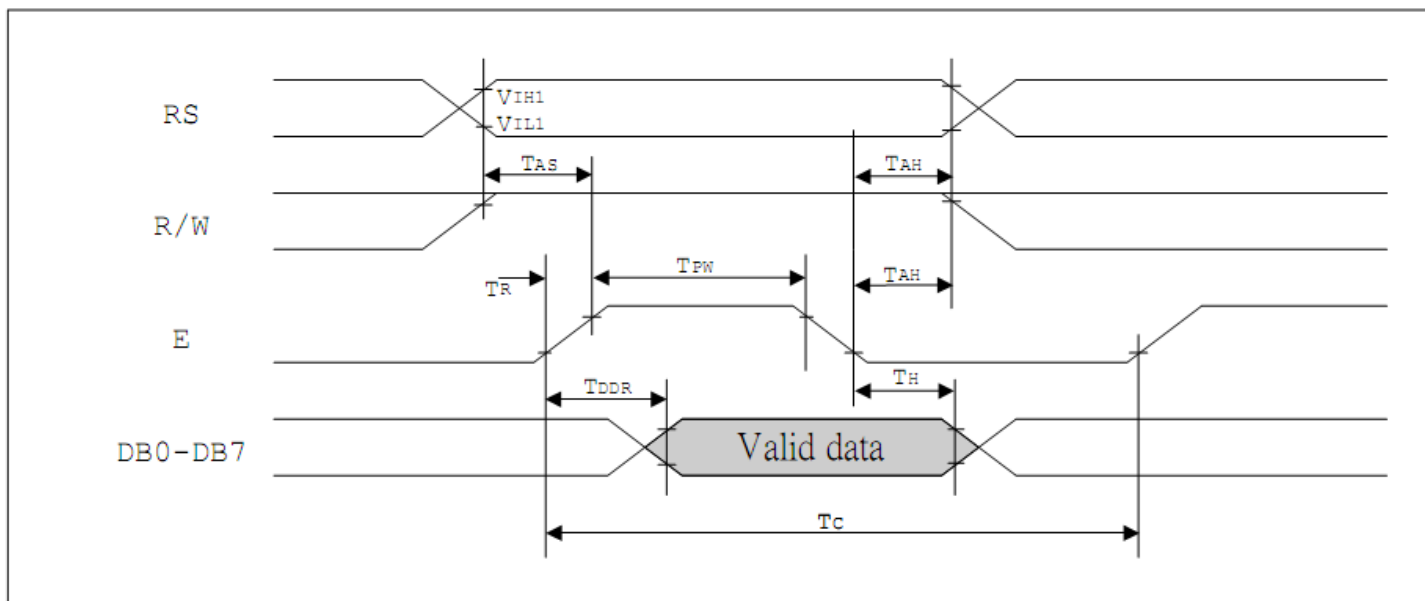 RS
VIH1
VIL1
TAS
TAH
R/W
TPW
TAH
TR
E
TDDR
TH
DB0-DB7
Valid data
TC